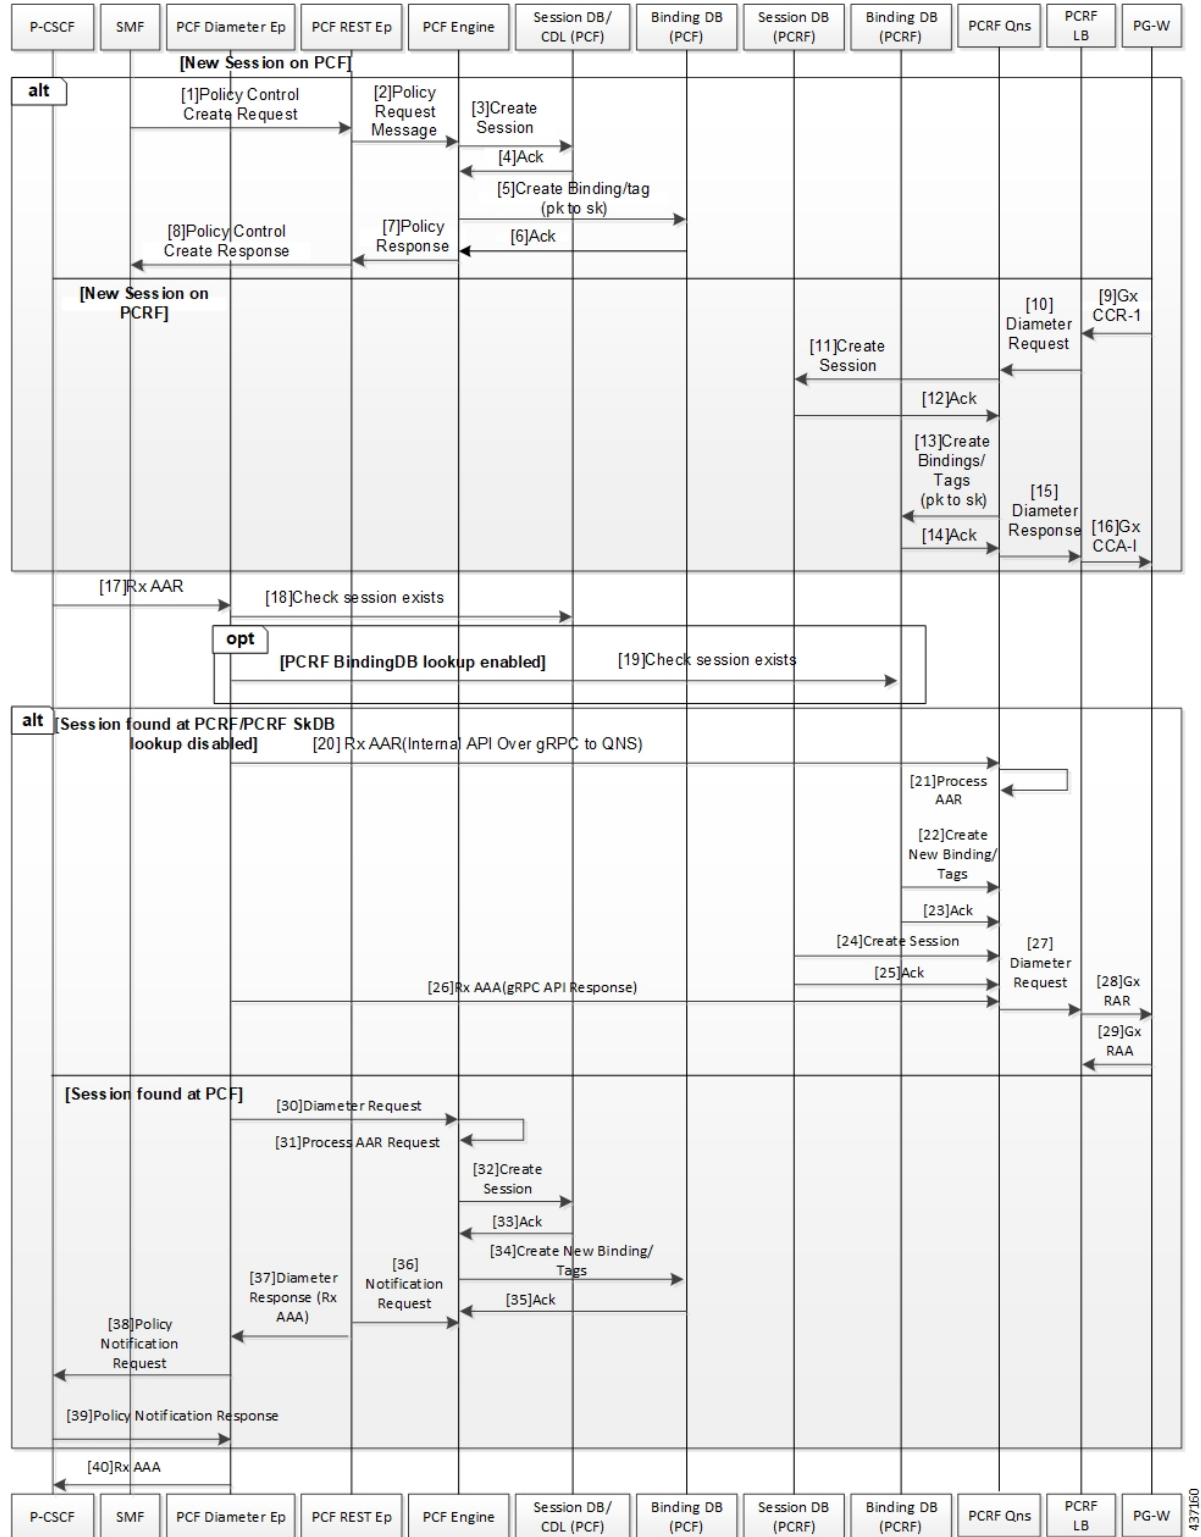 P-CSCF
SMF
PCF Diameter Ep
PCF REST Ep
PCF Engine
Session DB/
CDL (PCF)
Binding DB
(PCF)
Session DB
(PCRF)
Binding DB
(PCRF)
PCRF Qns
PCRF
LB
PG-W
[New Session on PCF]
alt
[1]Policy Control
Create Request
[2]Policy
Request
Message
[3]Create
Session
[4]Ack
[5]Create Binding/tag
(pk to sk)
[6]Ack
[7]Policy
Response
[8]Policy Control
Create Response
[New Session on
PCRF]
[9]Gx
CCR-1
[10]
Diameter
Request
[11]Create
Session
[12]Ack
[13]Create
Bindings/
Tags
(pk to sk)
[14]Ack
[15]
Diameter
Response
[16]Gx
CCA-I
[17]Rx AAR
[18]Check session exists
opt
[PCRF BindingDB lookup enabled]
[19]Check session exists
alt
[Session found at PCRF/PCRF SkDB
lookup disabled]
[20] Rx AAR(Internal API Over gRPC to QNS)
[21]Process
AAR
[22]Create
New Binding/
Tags
[23]Ack
[24]Create Session
[25]Ack
[26]Rx AAA(gRPC API Response)
[27]
Diameter
Request
[28]Gx
RAR
[29]Gx
RAA
[Session found at PCF]
[30]Diameter Request
[31]Process AAR Request
[32]Create
Session
[33]Ack
[34]Create New Binding/
Tags
[35]Ack
[36]
Notification
Request
[37]Diameter
Response (Rx
AAA)
[38]Policy
Notification
Request
[39]Policy Notification Response
[40]Rx AAA
P-CSCF
SMF
PCF Diameter Ep
PCF REST Ep
PCF Engine
Session DB/
CDL (PCF)
Binding DB
(PCF)
Session DB
(PCRF)
Binding DB
(PCRF)
PCRF Qns
PCRF
LB
PG-W
437160